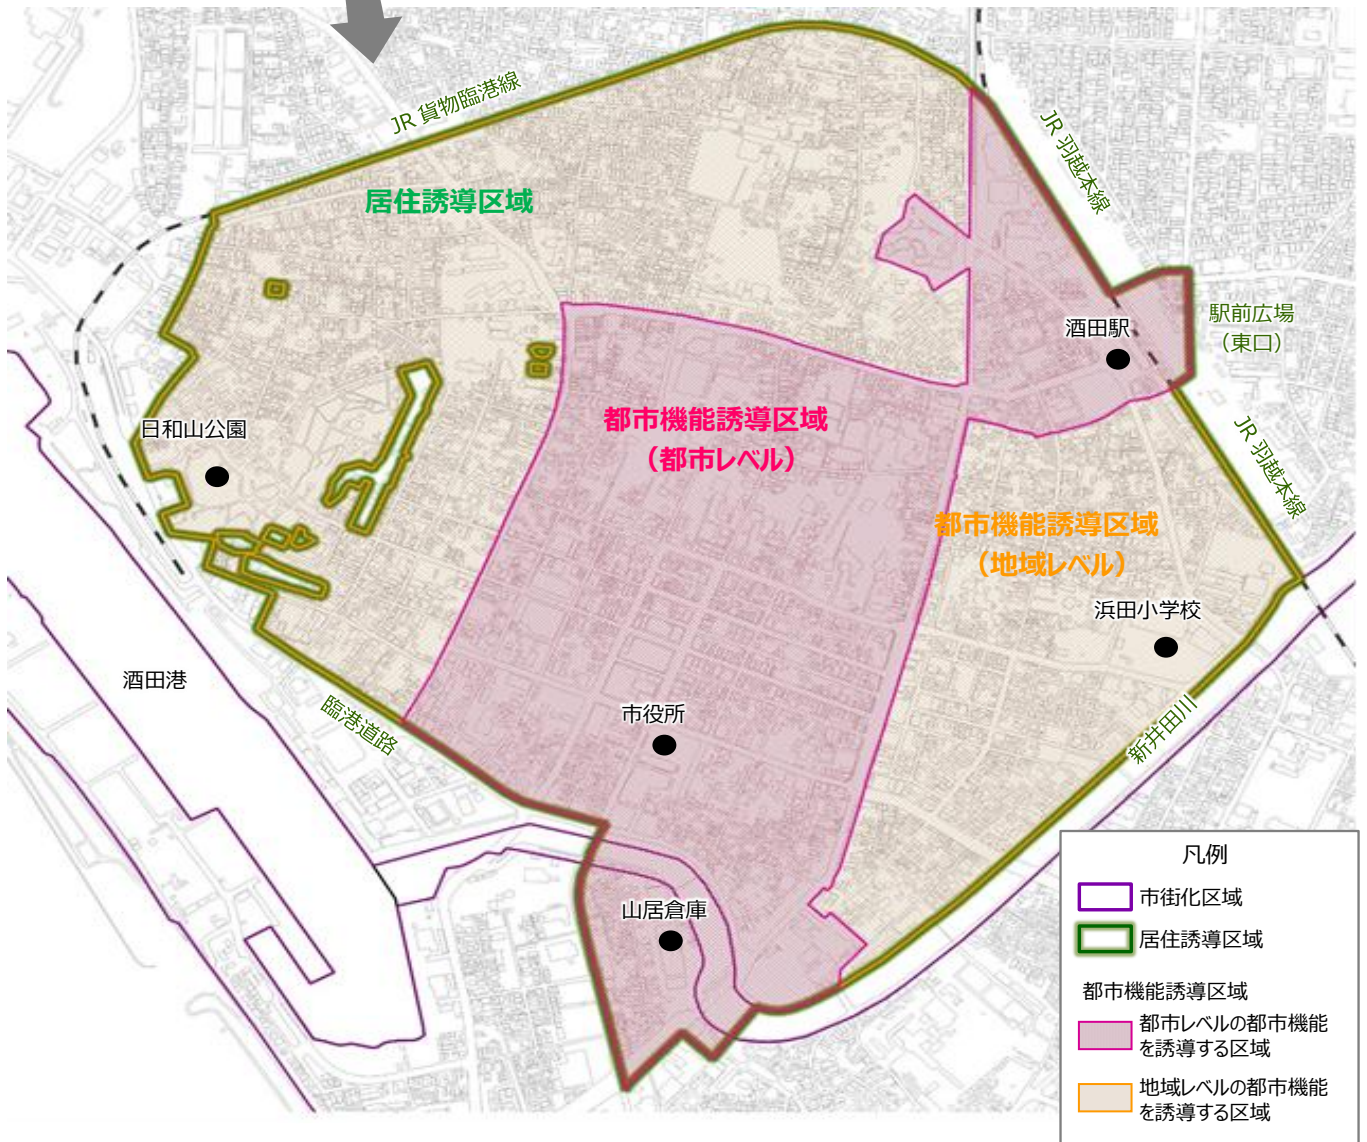 JR 貨物臨港線
JR 羽越本線
居住誘導区域
駅前広場
（東口）
酒田駅
都市機能誘導区域
（都市レベル）
日和山公園
JR 羽越本線
都市機能誘導区域
（地域レベル）
浜田小学校
酒田港
臨港道路
市役所
新井田川
山居倉庫
凡例
市街化区域
居住誘導区域
都市機能誘導区域
都市レベルの都市機能
を誘導する区域
地域レベルの都市機能
を誘導する区域